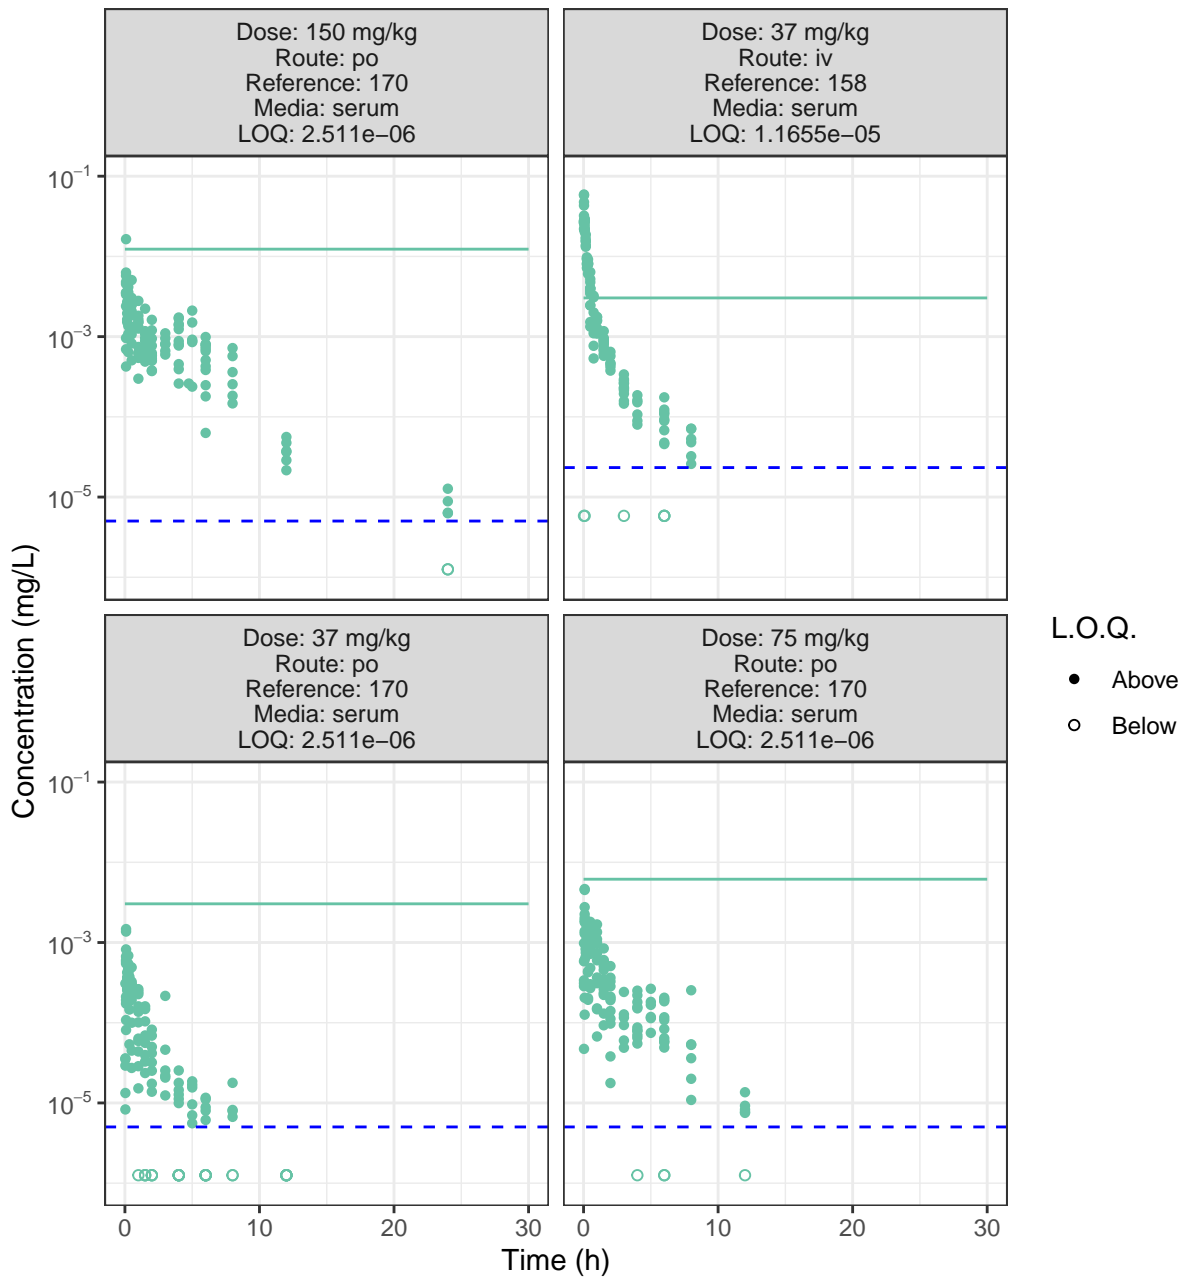 Dose: 150 mg/kg
Route: po
Reference: 170
Media: serum
LOQ: 2.511e−06
Dose: 37 mg/kg
Route: iv
Reference: 158
Media: serum
LOQ: 1.1655e−05
10⁻¹
10⁻³
10⁻⁵
Dose: 37 mg/kg
Route: po
Reference: 170
Media: serum
LOQ: 2.511e−06
Dose: 75 mg/kg
Route: po
Reference: 170
Media: serum
LOQ: 2.511e−06
10⁻¹
10⁻³
10⁻⁵
0 10 20 30
0 10 20 30
Time (h)
Concentration (mg/L)
L.O.Q.
Above
Below